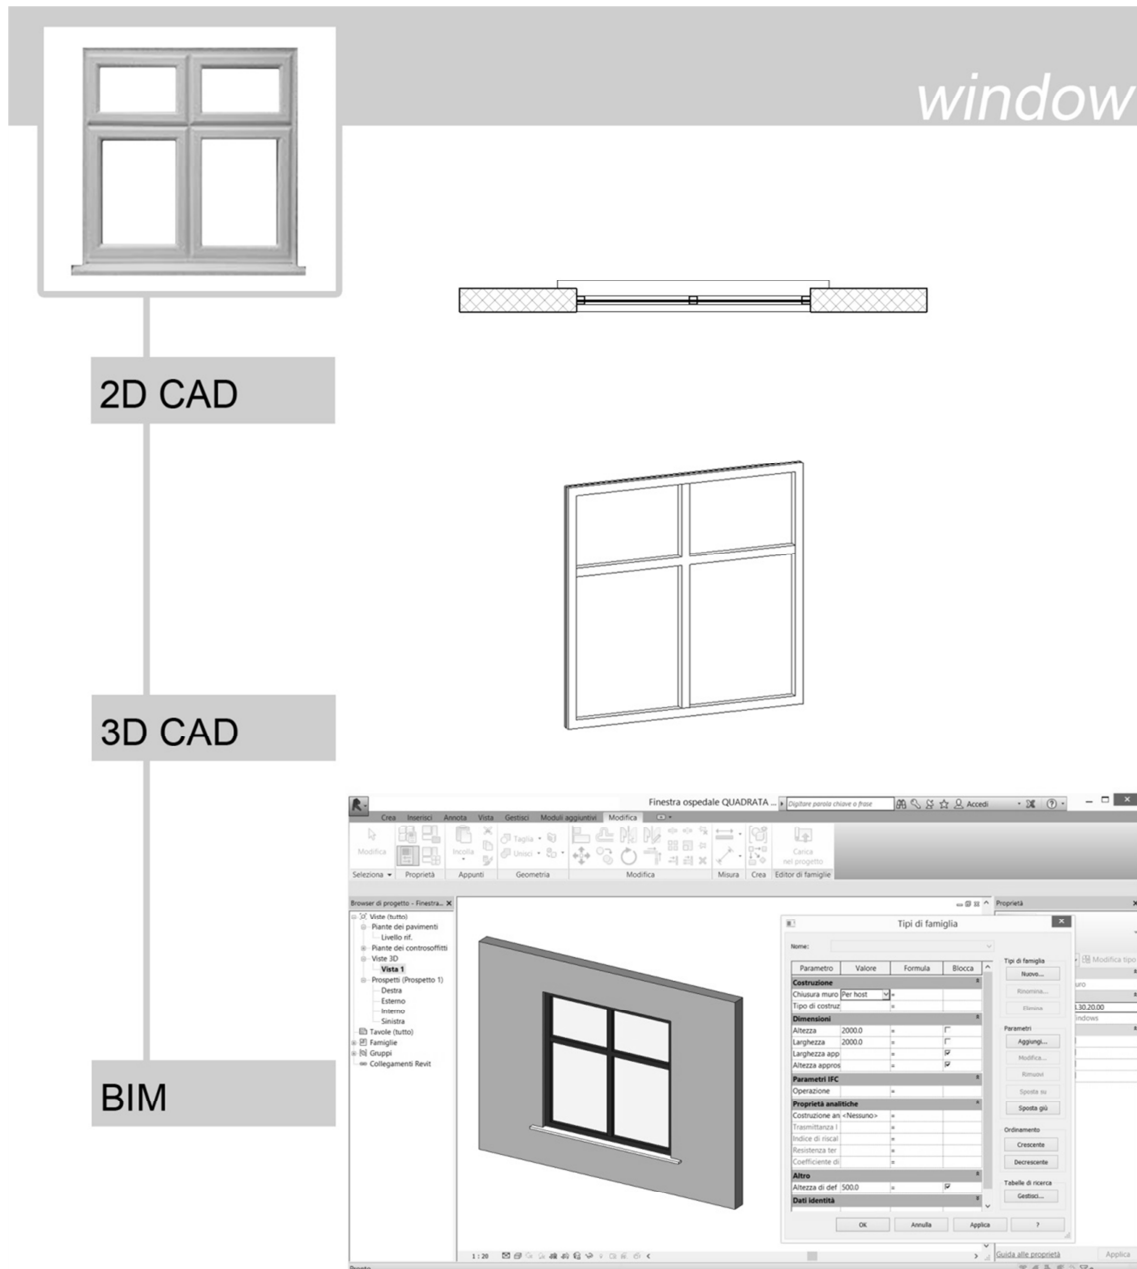 window
2D CAD
3D CAD
BIM
Finestra ospedale QUADRATA ...
Digitare parola chiave o frase
Accedi
Crea Inserisci Annota Vista Gestisci Moduli aggiuntivi Modifica
Modifica
Incolla
Taglia
Unisci
Carica
nel progetto
Seleziona Proprietà Appunti Geometria Modifica Misura Crea Editor di famiglie
Browser di progetto - Finestra...
Viste (tutto)
Piante dei pavimenti
Livello rif.
Piante dei controsoffitti
Viste 3D
Vista 1
Prospetti (Prospetto 1)
Destra
Esterno
Interno
Sinistra
Tavole (tutto)
Famiglie
Gruppi
Collegamenti Revit
1 : 20
Proprietà
Modifica tipo
uro
.30.20.00
indows
Guida alle proprietà
Applica
Tipi di famiglia
Nome:
Parametro Valore Formula Blocca
Costruzione
Chiusura muro Per host =
Tipo di costruz =
Dimensioni
Altezza 2000.0 =
Larghezza 2000.0 =
Larghezza app =
Altezza appros =
Parametri IFC
Operazione =
Proprietà analitiche
Costruzione an <Nessuno> =
Trasmittanza l =
Indice di riscal =
Resistenza ter =
Coefficiente di =
Altro
Altezza di def 500.0 =
Dati identità
Tipi di famiglia
Nuovo...
Rinomina...
Elimina
Parametri
Aggiungi...
Modifica...
Rimuovi
Sposta su
Sposta giù
Ordinamento
Crescente
Decrescente
Tabelle di ricerca
Gestisci...
OK Annulla Applica ?